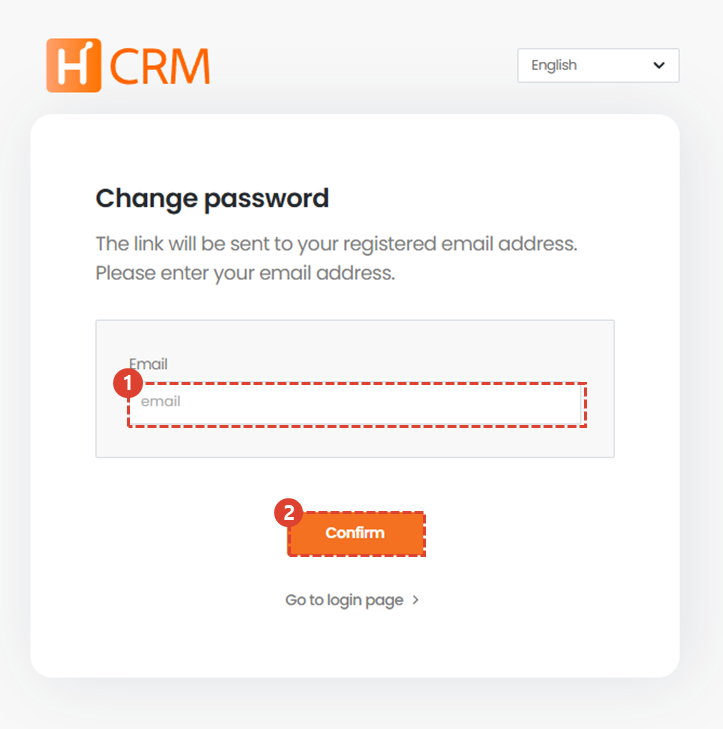 H CRM
English
Change password
The link will be sent to your registered email address.
Please enter your email address.
Email
1
email
2
Confirm
Go to login page >